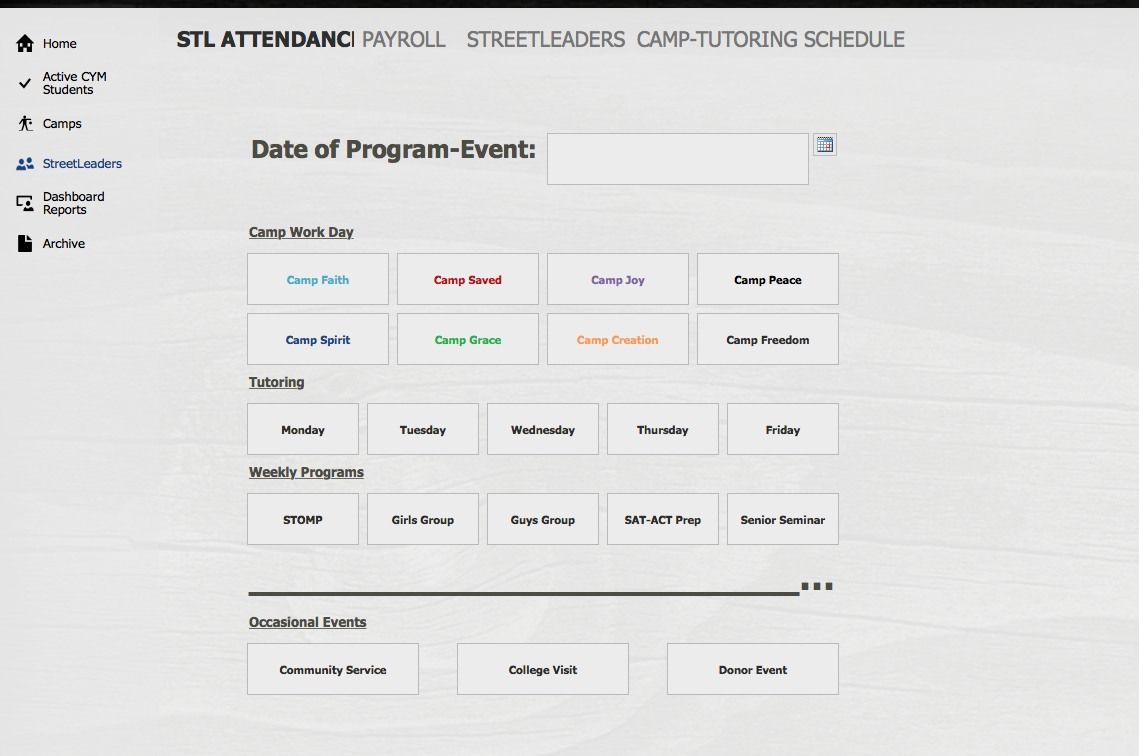 Home
Active CYM
Students
Camps
StreetLeaders
Dashboard
Reports
Archive
STL ATTENDANC PAYROLL STREETLEADERS CAMP-TUTORING SCHEDULE
Date of Program-Event:
Camp Work Day
Camp Faith Camp Saved Camp Joy Camp Peace
Camp Spirit Camp Grace Camp Creation Camp Freedom
Tutoring
Monday Tuesday Wednesday Thursday Friday
Weekly Programs
STOMP Girls Group Guys Group SAT-ACT Prep Senior Seminar
...
Occasional Events
Community Service College Visit Donor Event